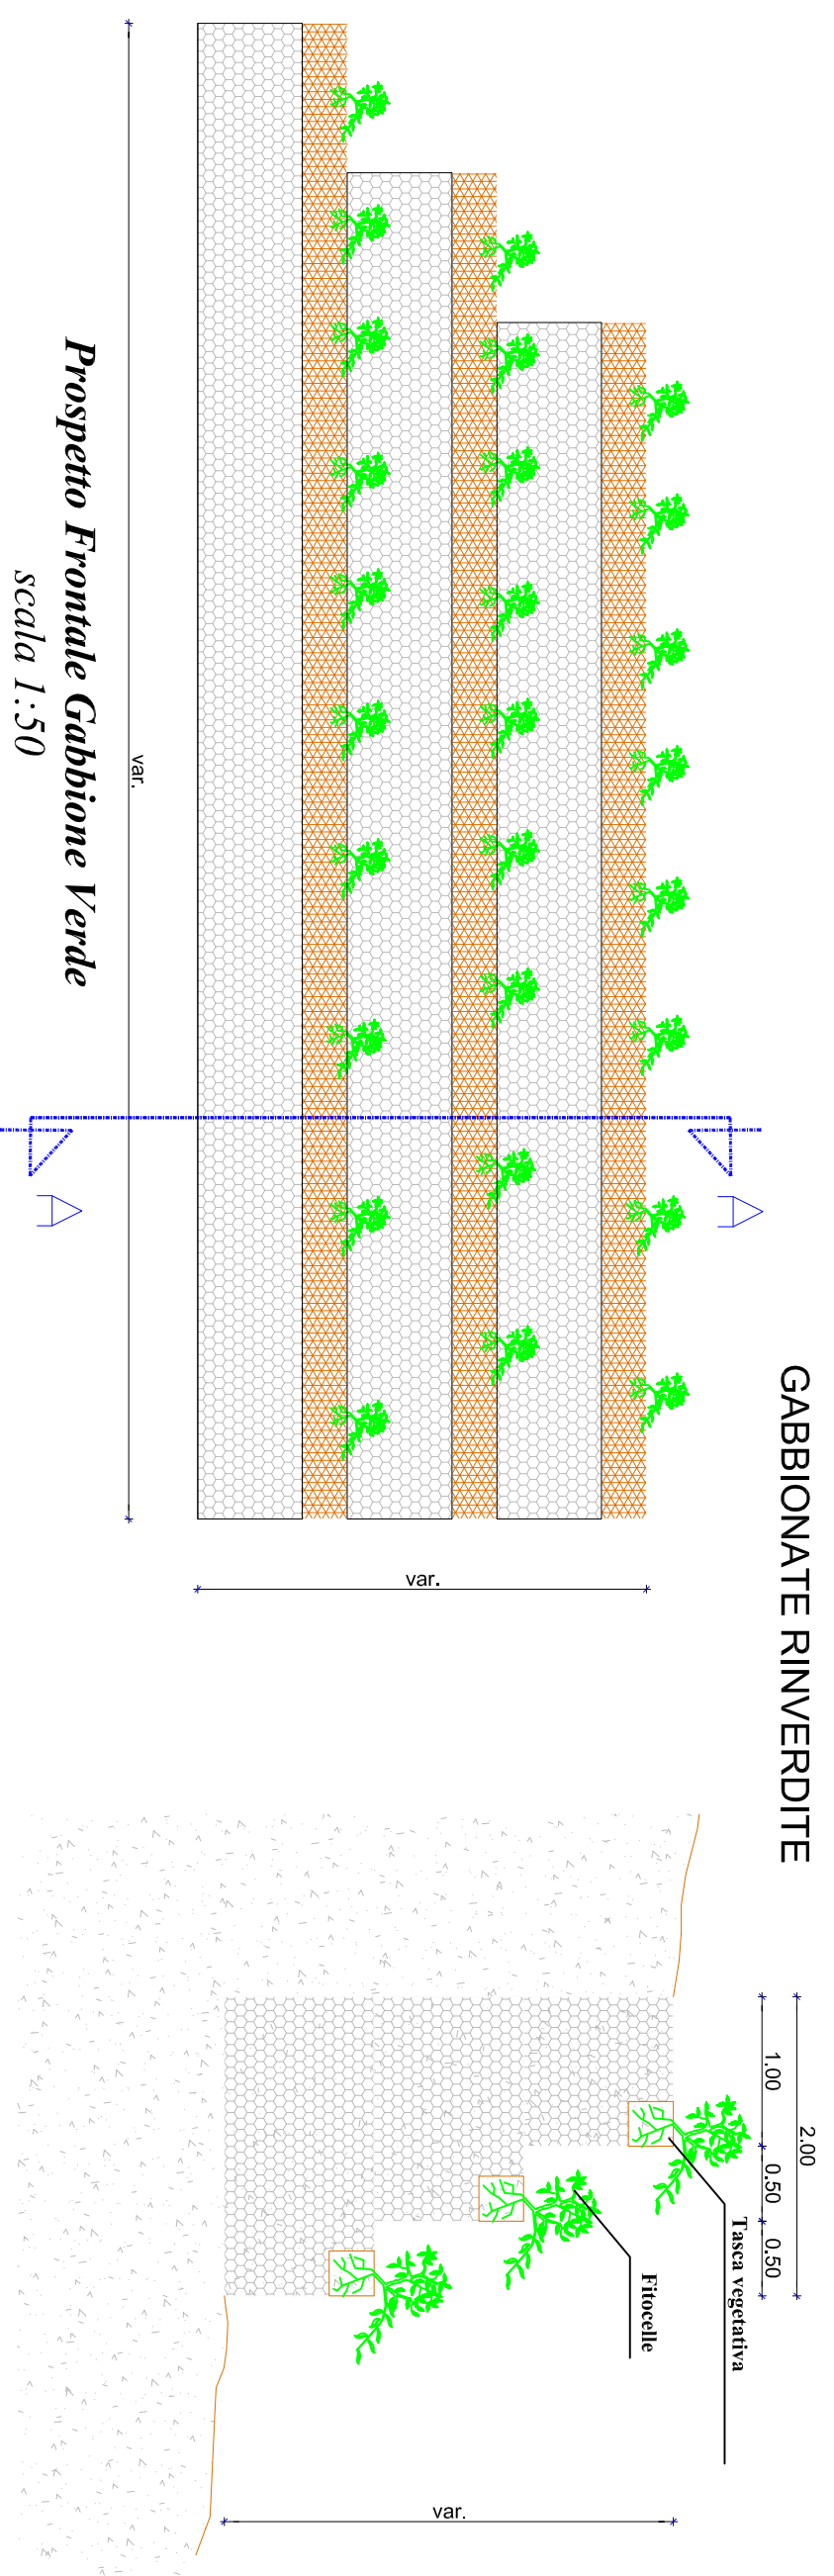 GABBIONATE RINVERDITE
2.00
1.00
0.50
0.50
Tasca vegetativa
Fitocelle
var.
var.
var.
A
A
Prospetto Frontale Gabbione Verde
scala 1:50